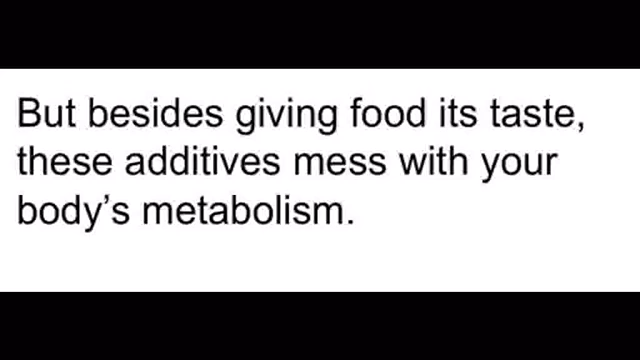 But besides giving food its taste,
these additives mess with your
body’s metabolism.